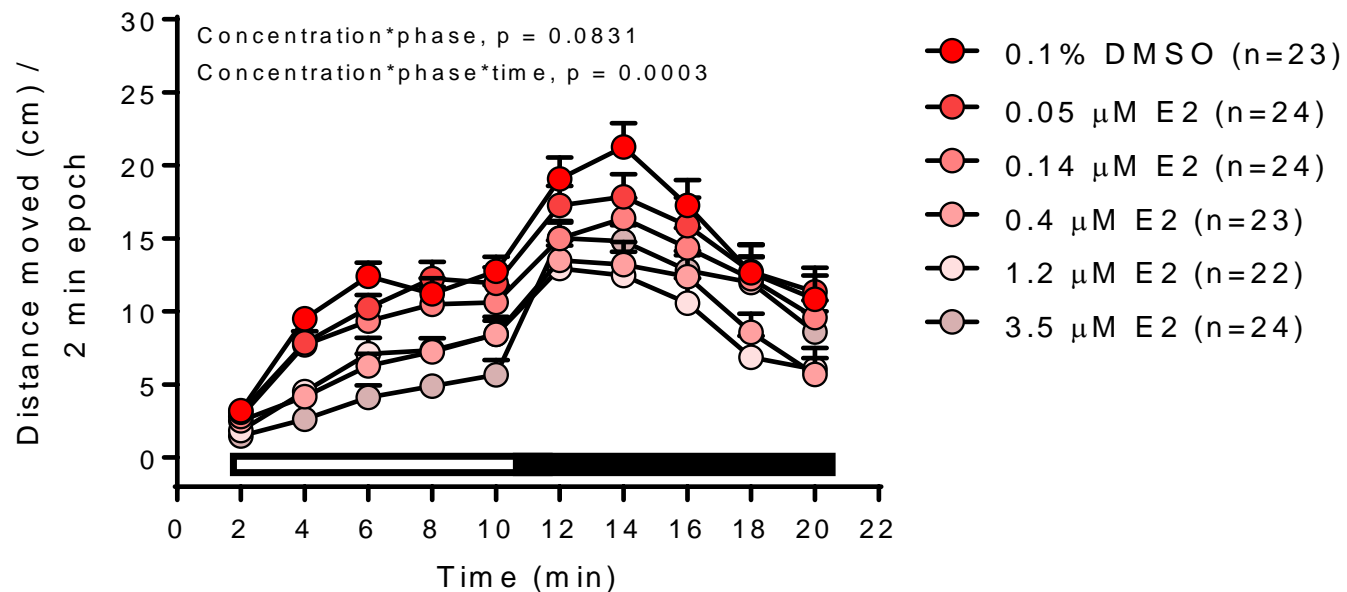 Distance moved (cm) /
2 min epoch
30
25
20
15
10
5
0
Concentration*phase, p = 0.0831
Concentration*phase*time, p = 0.0003
0 2 4 6 8 10 12 14 16 18 20 22
Time (min)
0.1% DMSO (n=23)
0.05 μM E2 (n=24)
0.14 μM E2 (n=24)
0.4 μM E2 (n=23)
1.2 μM E2 (n=22)
3.5 μM E2 (n=24)